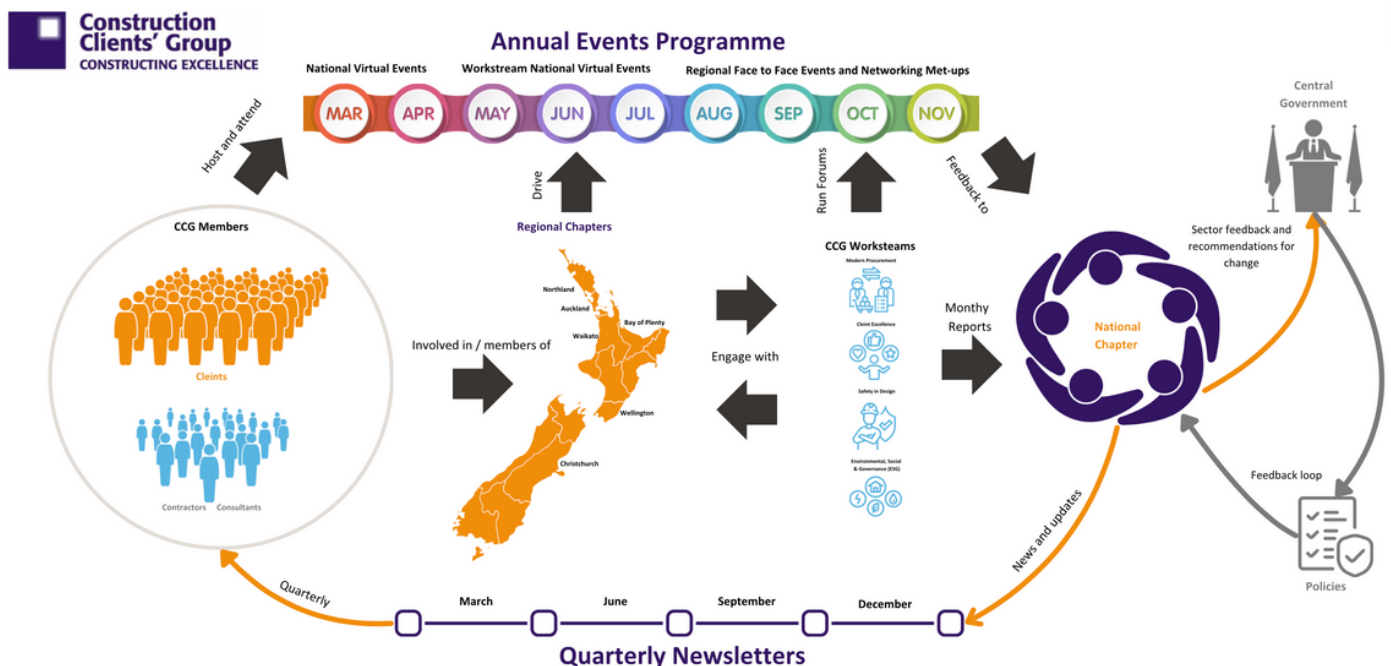 Construction
Clients' Group
CONSTRUCTING EXCELLENCE
Annual Events Programme
National Virtual Events
Workstream National Virtual Events
Regional Face to Face Events and Networking Met-ups
MAR
APR
MAY
JUN
JUL
AUG
SEP
OCT
NOV
Host and attend
Drive
Run Forums
Feedback to
Central
Government
CCG Members
Cleints
Contractors
Consultants
Involved in / members of
Regional Chapters
Northland
Auckland
Waikato
Bay of Plenty
Wellington
Christchurch
Engage with
CCG Worksteams
Modern Procurement
Cleint Excellence
Safety in Design
Environmental, Social
& Governance (ESG)
Monthy
Reports
National
Chapter
Sector feedback and
recommendations for
change
Feedback loop
Policies
News and updates
Quarterly
March
June
September
December
Quarterly Newsletters